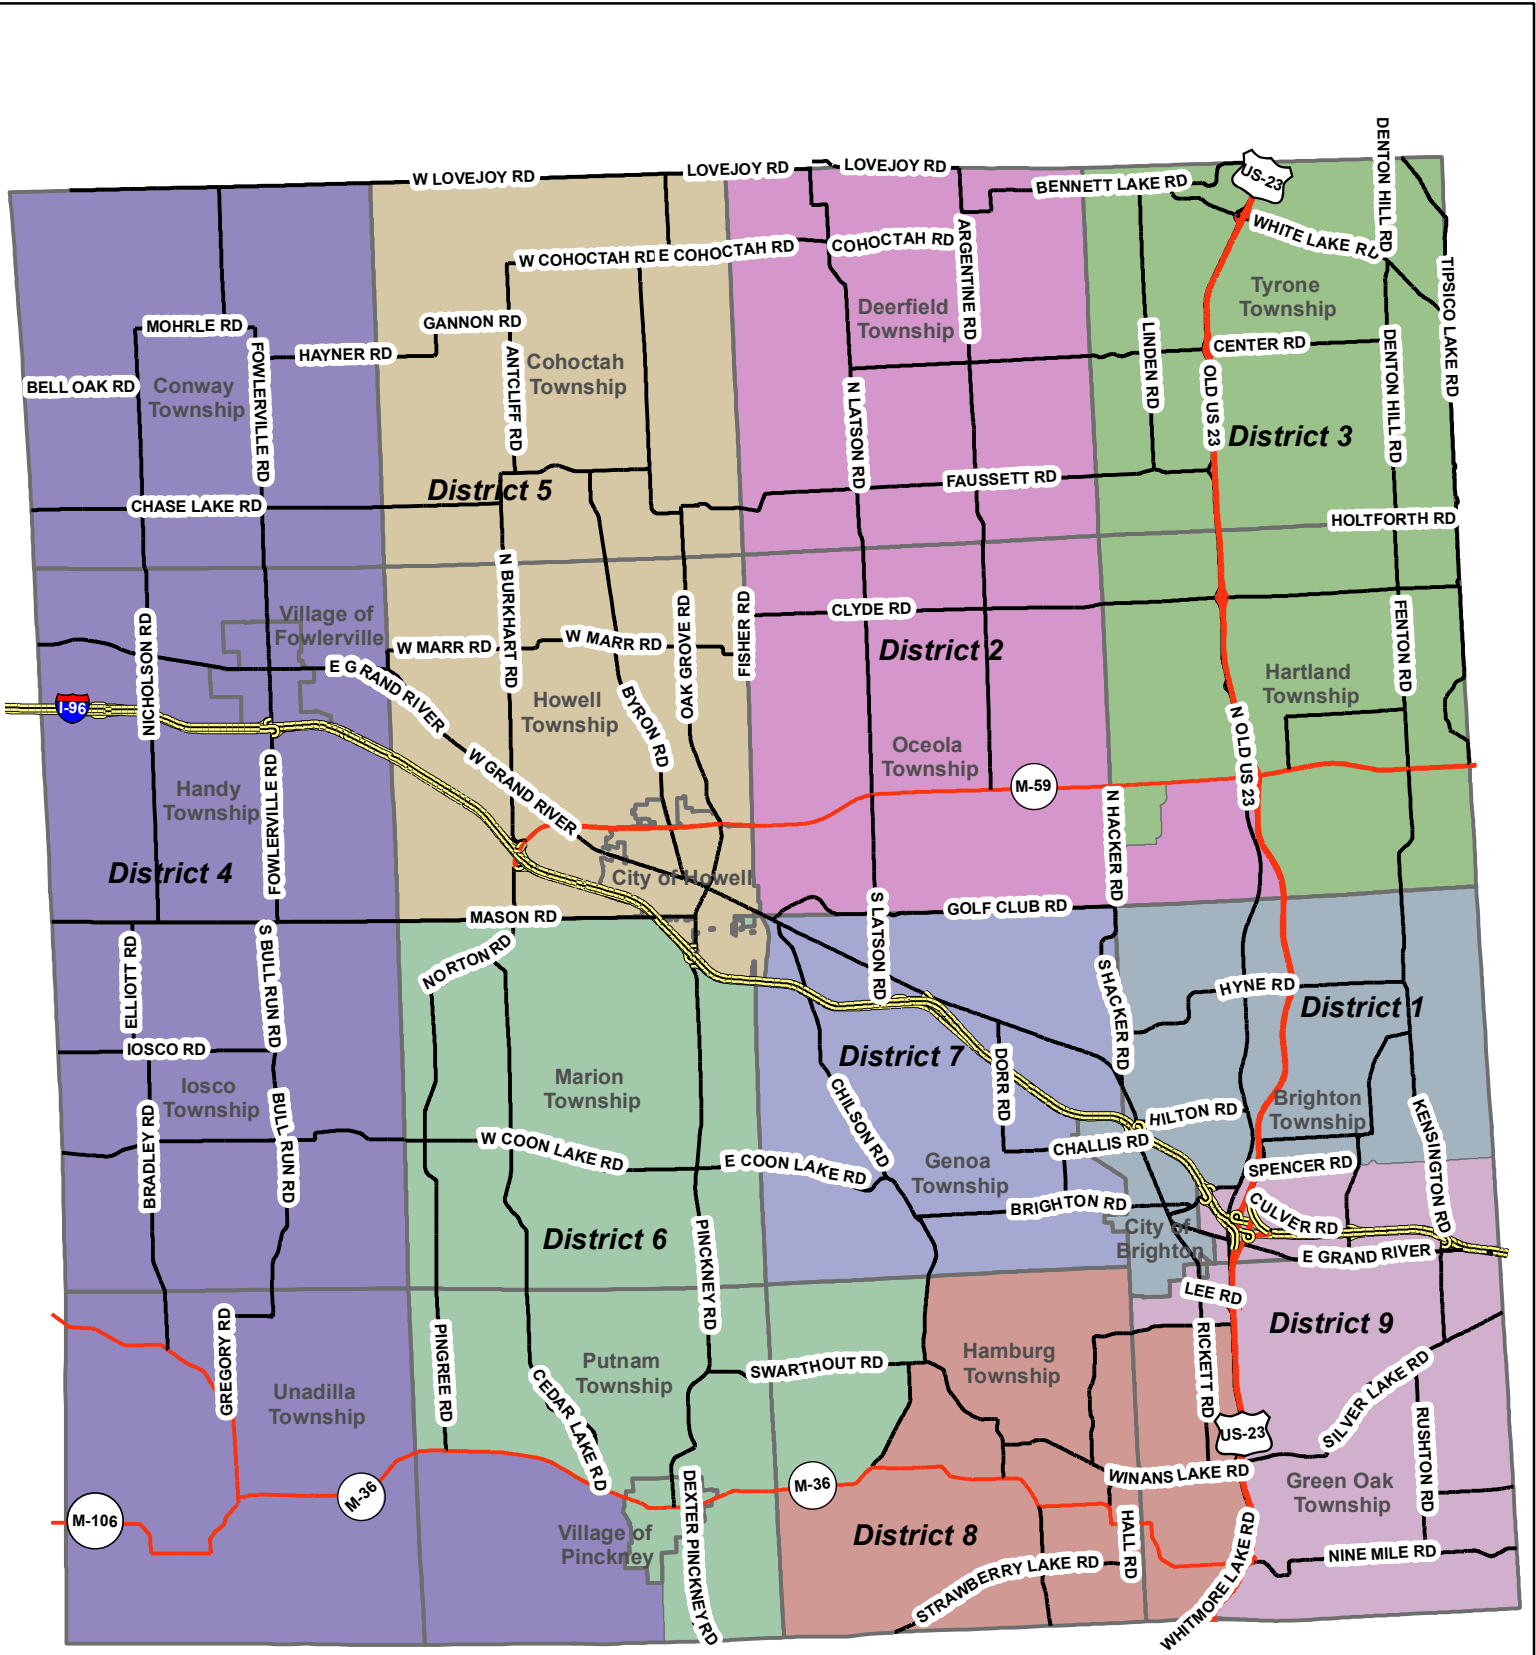 DENTON HILL RD
W LOVEJOY RD
LOVEJOY RD
LOVEJOY RD
BENNETT LAKE RD
US-23
WHITE LAKE RD
W COHOCTAH RD
E COHOCTAH RD
COHOCTAH RD
ARGENTINE RD
TIPSICO LAKE RD
Tyrone
Township
Deerfield
Township
MOHRLE RD
GANNON RD
HAYNER RD
FOWLERVILLE RD
ANTCLIFF RD
Cohoctah
Township
LINDEN RD
CENTER RD
DENTON HILL RD
BELL OAK RD
Conway
Township
N LATSON RD
OLD US 23
District 3
District 5
FAUSSETT RD
CHASE LAKE RD
HOLTFORTH RD
N BURKHART RD
NICHOLSON RD
Village of
Fowlerville
OAK GROVE RD
FISHER RD
CLYDE RD
FENTON RD
W MARR RD
W MARR RD
District 2
E GRAND RIVER
Hartland
Township
I-96
BYRON RD
Howell
Township
N OLD US 23
Oceola
Township
W GRAND RIVER
M-59
Handy
Township
FOWLERVILLE RD
N HACKER RD
District 4
City of Howell
MASON RD
GOLF CLUB RD
S LATSON RD
ELLIOTT RD
S BULL RUN RD
NORTON RD
S HACKER RD
HYNE RD
District 1
IOSCO RD
District 7
DORR RD
Iosco
Township
Marion
Township
BULL RUN RD
BRADLEY RD
CHILSON RD
HILTON RD
Brighton
Township
KENSINGTON RD
W COON LAKE RD
E COON LAKE RD
CHALLIS RD
Genoa
Township
SPENCER RD
BRIGHTON RD
CULVER RD
City of
Brighton
District 6
PINCKNEY RD
E GRAND RIVER
LEE RD
District 9
GREGORY RD
PINGREE RD
RICKETT RD
Hamburg
Township
Putnam
Township
SWARTHOUT RD
CEDAR LAKE RD
SILVER LAKE RD
RUSHTON RD
Unadilla
Township
US-23
WINANS LAKE RD
Green Oak
Township
M-36
M-36
DEXTER PINCKNEY RD
M-106
Village of
Pinckney
District 8
HALL RD
WHITMORE LAKE RD
NINE MILE RD
STRAWBERRY LAKE RD